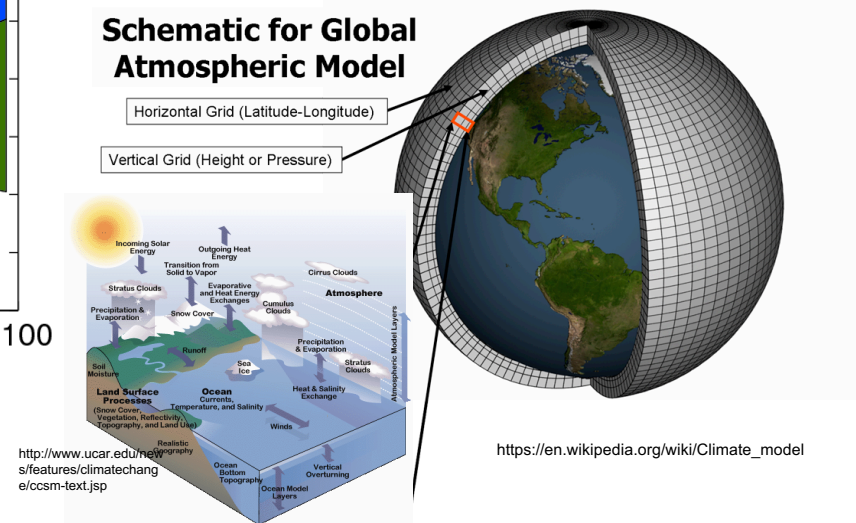 Schematic for Global
Atmospheric Model
Horizontal Grid (Latitude-Longitude)
Vertical Grid (Height or Pressure)
100
Incoming Solar
Energy
Outgoing Heat
Energy
Transition from
Solid to Vapor
Cirrus Clouds
Stratus Clouds
Evaporative
and Heat Energy
Exchanges
Atmosphere
Cumulus
Clouds
Precipitation &
Evaporation
Snow Cover
Precipitation
& Evaporation
Atmospheric Model Layers
Runoff
Stratus
Clouds
Sea
Ice
Soil
Moisture
Heat & Salinity
Exchange
Land Surface
Processes
(Snow Cover,
Vegetation, Reflectivity,
Topography, and Land Use)
Ocean
Currents,
Temperature, and Salinity
Winds
Realistic
Geography
Ocean
Bottom
Topography
Vertical
Overturning
Ocean Model
Layers
http://www.ucar.edu/new
s/features/climatechang
e/ccsm-text.jsp
https://en.wikipedia.org/wiki/Climate_model